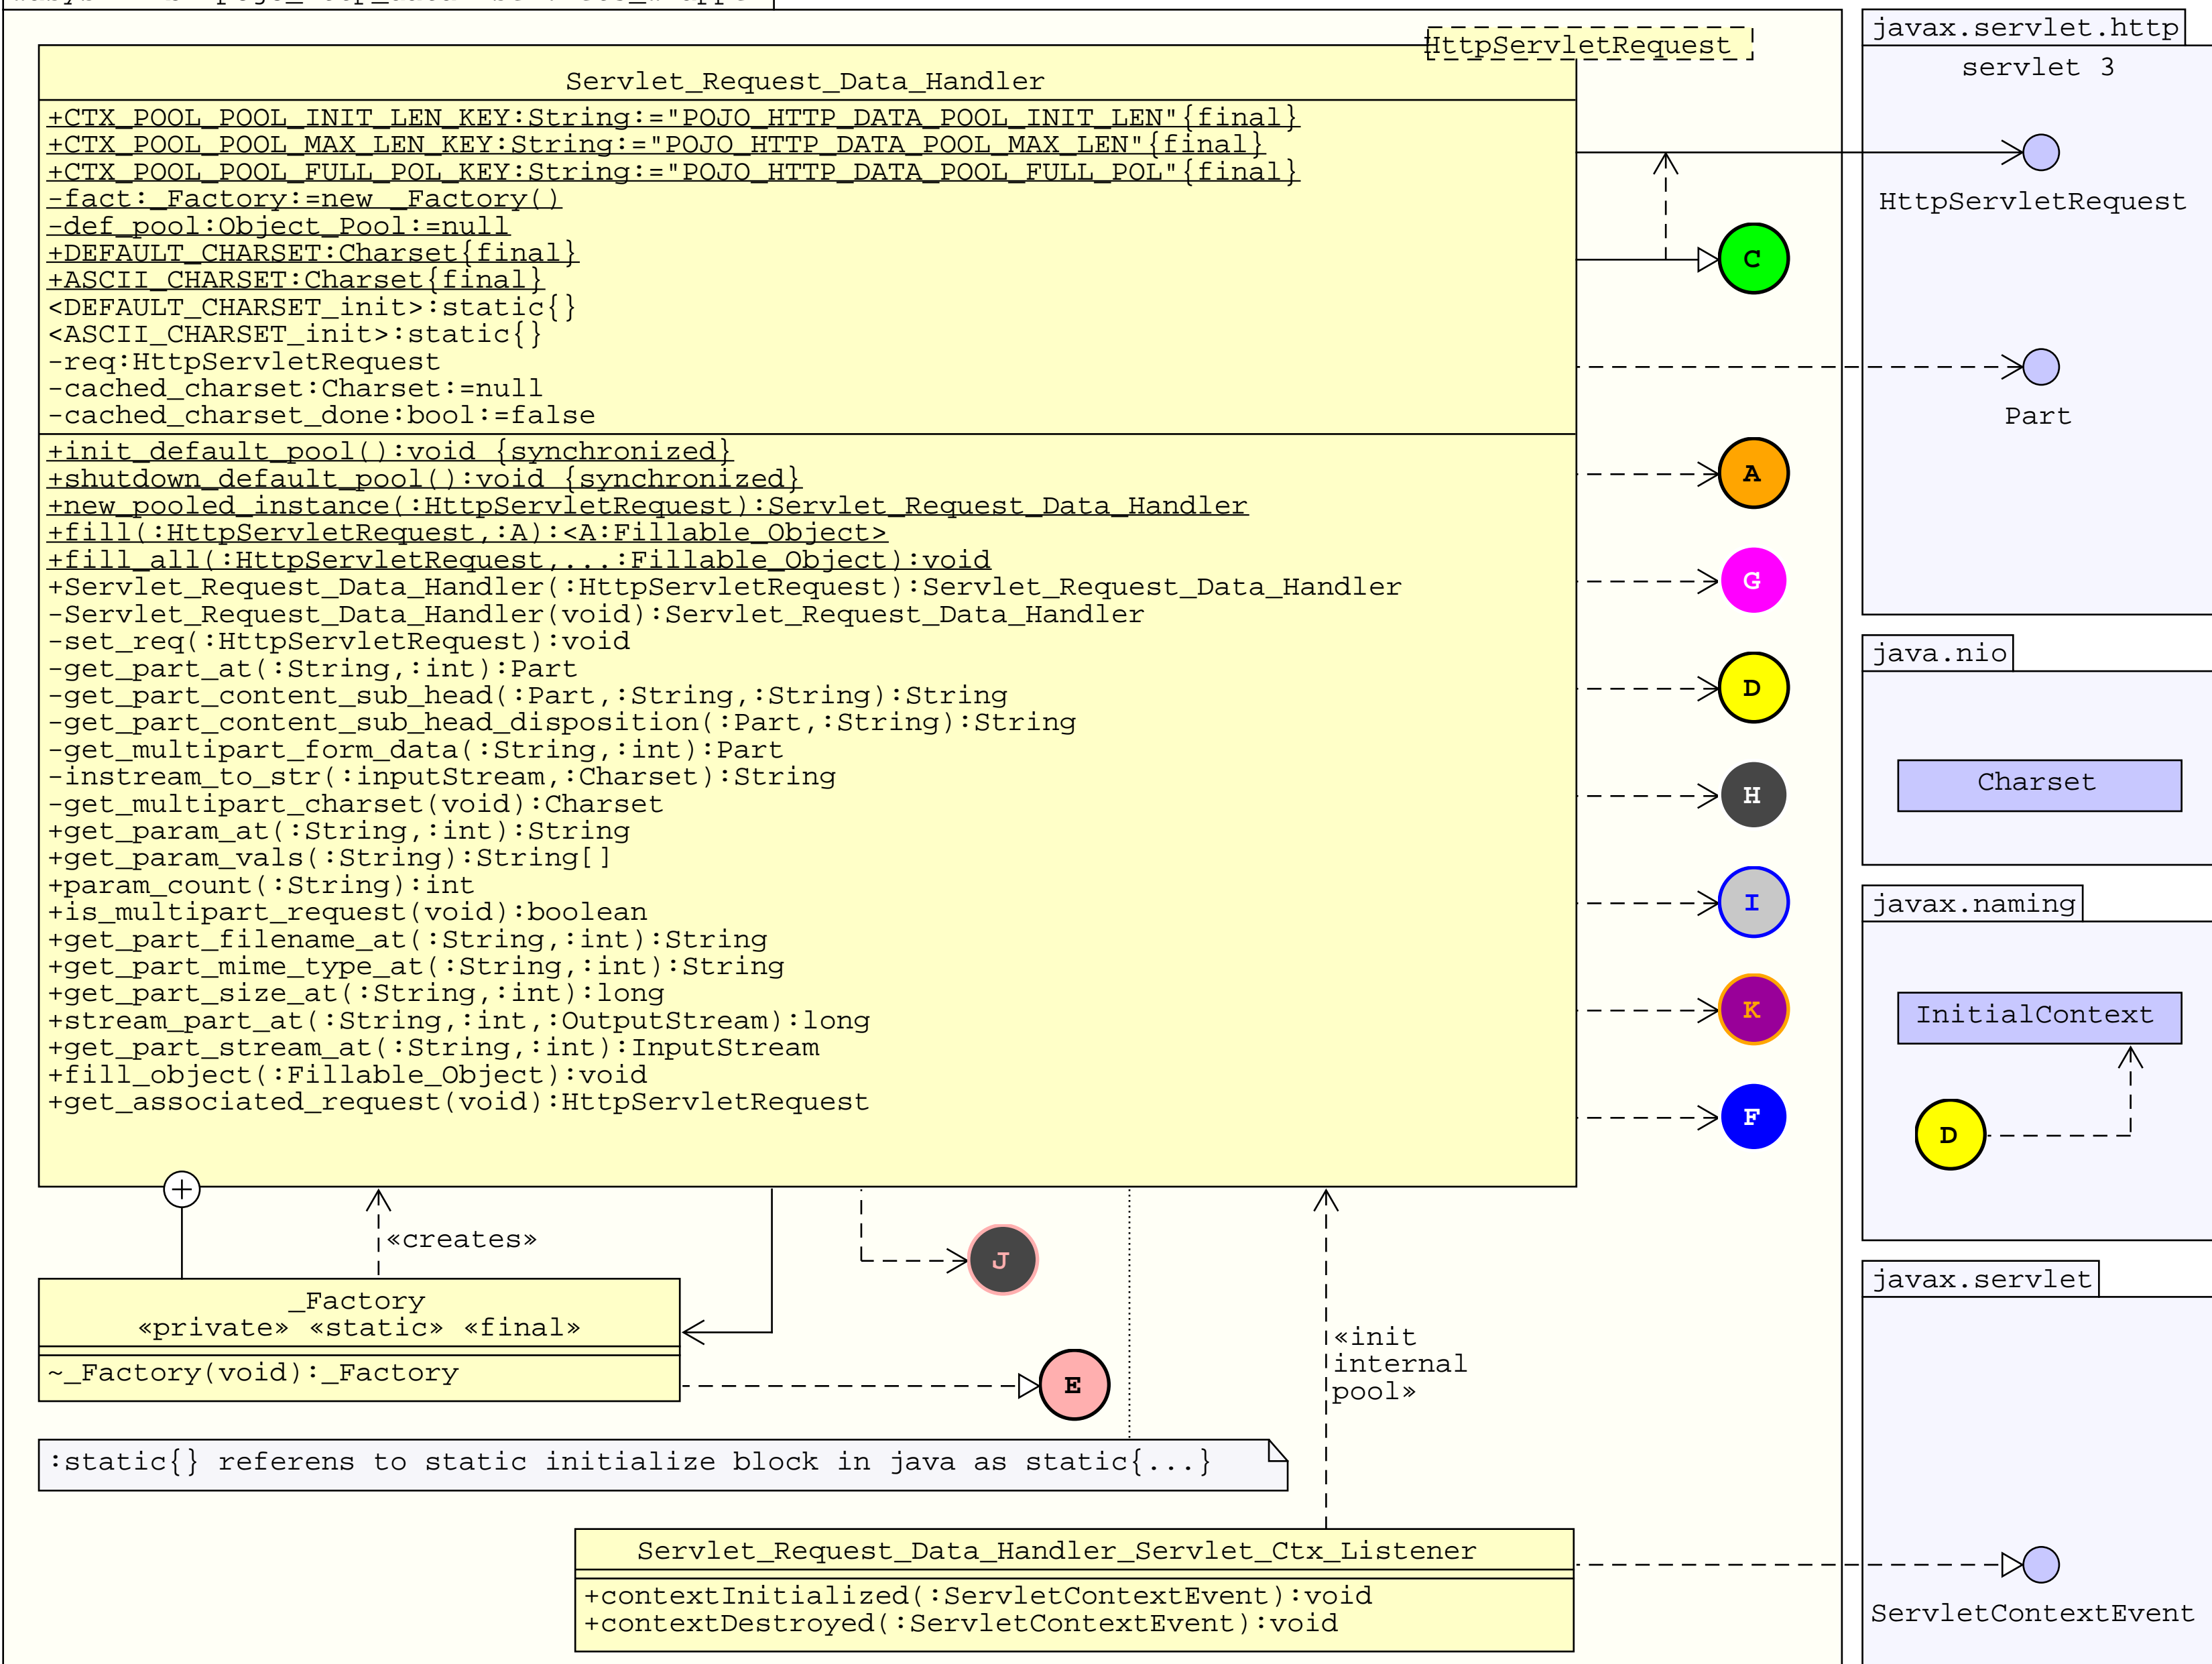 HttpServletRequest
Servlet_Request_Data_Handler
+CTX_POOL_POOL_INIT_LEN_KEY:String:="POJO_HTTP_DATA_POOL_INIT_LEN"{final}
+CTX_POOL_POOL_MAX_LEN_KEY:String:="POJO_HTTP_DATA_POOL_MAX_LEN"{final}
+CTX_POOL_POOL_FULL_POL_KEY:String:="POJO_HTTP_DATA_POOL_FULL_POL"{final}
-fact:_Factory:=new _Factory()
-def_pool:Object_Pool:=null
+DEFAULT_CHARSET:Charset{final}
+ASCII_CHARSET:Charset{final}
<DEFAULT_CHARSET_init>:static{}
<ASCII_CHARSET_init>:static{}
-req:HttpServletRequest
-cached_charset:Charset:=null
-cached_charset_done:bool:=false
+init_default_pool():void {synchronized}
+shutdown_default_pool():void {synchronized}
+new_pooled_instance(:HttpServletRequest):Servlet_Request_Data_Handler
+fill(:HttpServletRequest,:A):<A:Fillable_Object>
+fill_all(:HttpServletRequest,...:Fillable_Object):void
+Servlet_Request_Data_Handler(:HttpServletRequest):Servlet_Request_Data_Handler
-Servlet_Request_Data_Handler(void):Servlet_Request_Data_Handler
-set_req(:HttpServletRequest):void
-get_part_at(:String,:int):Part
-get_part_content_sub_head(:Part,:String,:String):String
-get_part_content_sub_head_disposition(:Part,:String):String
-get_multipart_form_data(:String,:int):Part
-instream_to_str(:inputStream,:Charset):String
-get_multipart_charset(void):Charset
+get_param_at(:String,:int):String
+get_param_vals(:String):String[]
+param_count(:String):int
+is_multipart_request(void):boolean
+get_part_filename_at(:String,:int):String
+get_part_mime_type_at(:String,:int):String
+get_part_size_at(:String,:int):long
+stream_part_at(:String,:int,:OutputStream):long
+get_part_stream_at(:String,:int):InputStream
+fill_object(:Fillable_Object):void
+get_associated_request(void):HttpServletRequest
C
A
G
D
H
I
K
F
«creates»
J
_Factory
«private» «static» «final»
~_Factory(void):_Factory
E
«init
internal
pool»
:static{} referens to static initialize block in java as static{...}
Servlet_Request_Data_Handler_Servlet_Ctx_Listener
+contextInitialized(:ServletContextEvent):void
+contextDestroyed(:ServletContextEvent):void
javax.servlet.http
servlet 3
HttpServletRequest
Part
java.nio
Charset
javax.naming
InitialContext
D
javax.servlet
ServletContextEvent